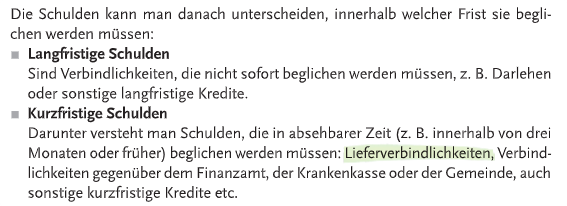 Die Schulden kann man danach unterscheiden, innerhalb welcher Frist sie begli-
chen werden müssen:
■ Langfristige Schulden
Sind Verbindlichkeiten, die nicht sofort beglichen werden müssen, z. B. Darlehen
oder sonstige langfristige Kredite.
■ Kurzfristige Schulden
Darunter versteht man Schulden, die in absehbarer Zeit (z. B. innerhalb von drei
Monaten oder früher) beglichen werden müssen: Lieferverbindlichkeiten, Verbind-
lichkeiten gegenüber dem Finanzamt, der Krankenkasse oder der Gemeinde, auch
sonstige kurzfristige Kredite etc.